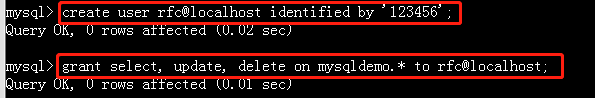 mysql> create user rfc@localhost identified by '123456';
Query OK, 0 rows affected (0.02 sec)
mysql> grant select, update, delete on mysqldemo.* to rfc@localhost;
Query OK, 0 rows affected (0.01 sec)